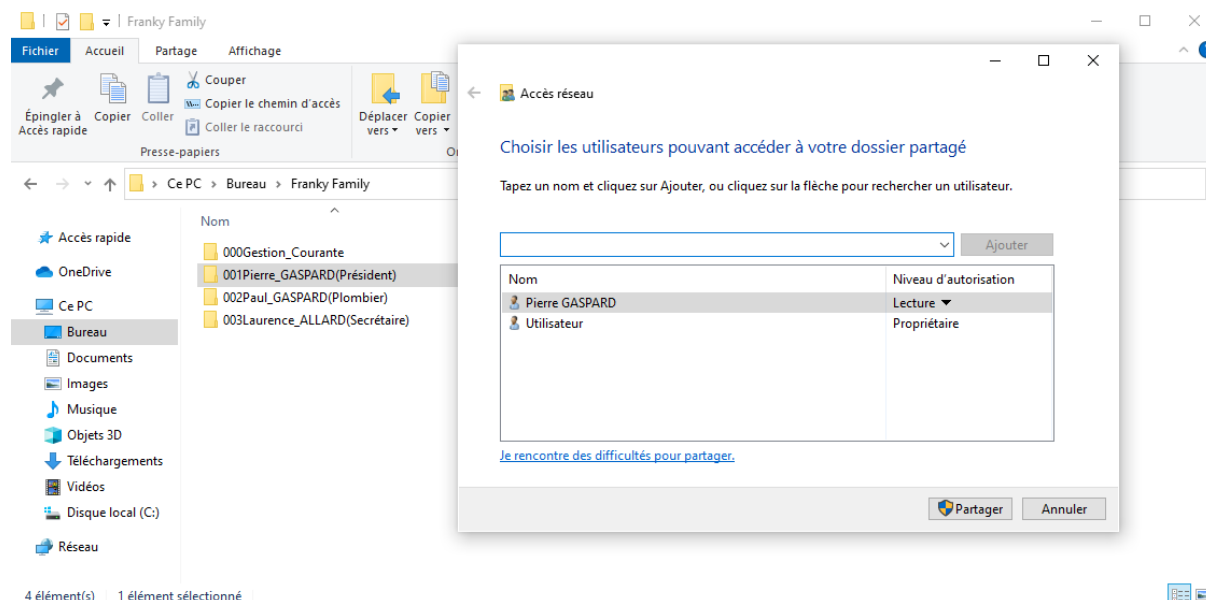 Franky Family
Fichier Accueil Partage Affichage
Couper
Copier le chemin d'accès
Coller le raccourci
Épingler à Accès rapide
Copier
Coller
Déplacer vers
Copier vers
Presse-papiers
Ce PC > Bureau > Franky Family
Nom
000Gestion_Courante
001Pierre_GASPARD(Président)
002Paul_GASPARD(Plombier)
003Laurence_ALLARD(Secrétaire)
Accès rapide
OneDrive
Ce PC
Bureau
Documents
Images
Musique
Objets 3D
Téléchargements
Vidéos
Disque local (C:)
Réseau
4 élément(s) 1 élément sélectionné
Accès réseau
Choisir les utilisateurs pouvant accéder à votre dossier partagé
Tapez un nom et cliquez sur Ajouter, ou cliquez sur la flèche pour rechercher un utilisateur.
Ajouter
Nom Niveau d'autorisation
Pierre GASPARD Lecture
Utilisateur Propriétaire
Je rencontre des difficultés pour partager.
Partager Annuler